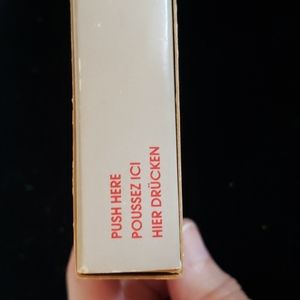 PUSH HERE
POUSSEZ ICI
HIER DRÜCKEN